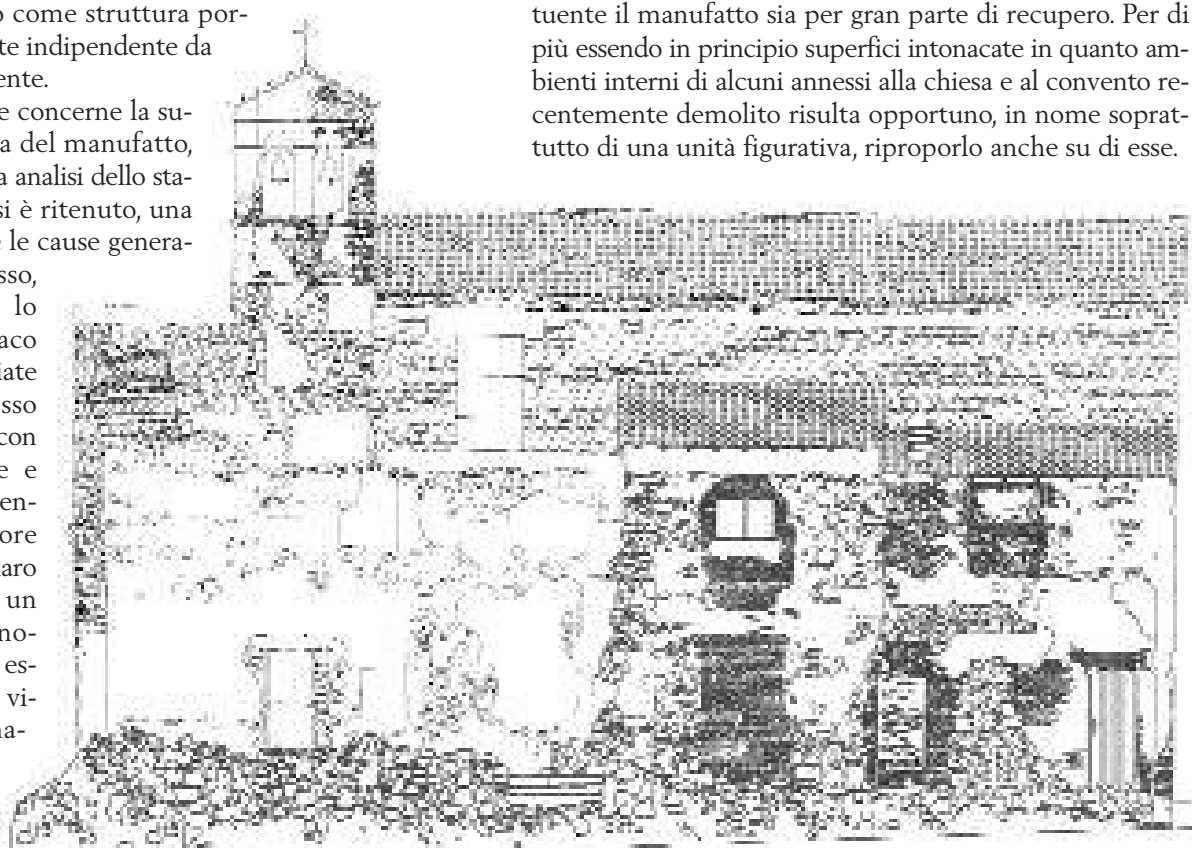 o come struttura por-
te indipendente da
ente.
e concerne la su-
a del manufatto,
a analisi dello sta-
si è ritenuto, una
e le cause genera-
sso,
lo
aco
iate
sso
con
e e
en-
ore
aro
un
no-
es-
vi-
na-
tuente il manufatto sia per gran parte di recupero. Per di
più essendo in principio superfici intonacate in quanto am-
bienti interni di alcuni annessi alla chiesa e al convento re-
centemente demolito risulta opportuno, in nome soprat-
tutto di una unità figurativa, riproporlo anche su di esse.